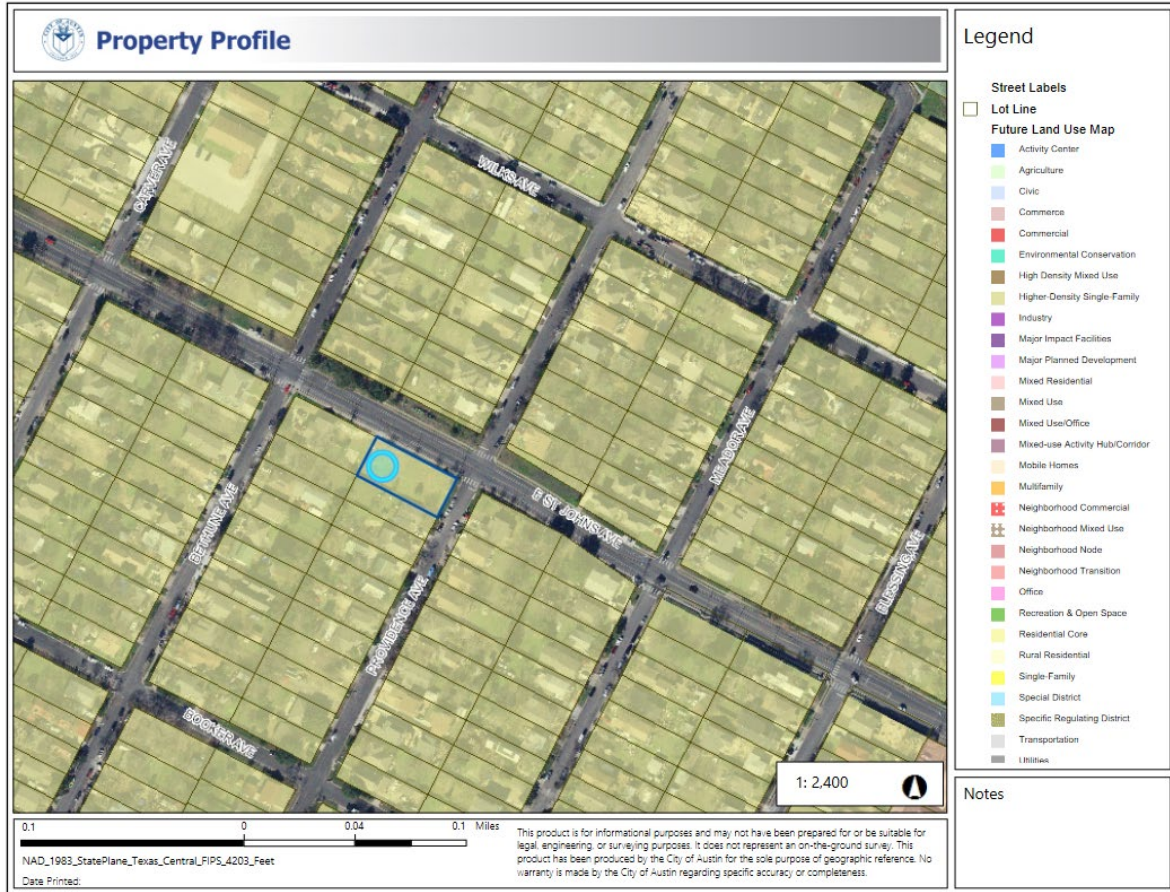 Property Profile
CARVER AVE
WILKS AVE
MEADOR AVE
E ST JOHNS AVE
BETHUNE AVE
PROVIDENCE AVE
BLESSING AVE
BOOKER AVE
1: 2,400
Legend
Street Labels
Lot Line
Future Land Use Map
Activity Center
Agriculture
Civic
Commerce
Commercial
Environmental Conservation
High Density Mixed Use
Higher-Density Single-Family
Industry
Major Impact Facilities
Major Planned Development
Mixed Residential
Mixed Use
Mixed Use/Office
Mixed-use Activity Hub/Corridor
Mobile Homes
Multifamily
Neighborhood Commercial
Neighborhood Mixed Use
Neighborhood Node
Neighborhood Transition
Office
Recreation & Open Space
Residential Core
Rural Residential
Single-Family
Special District
Specific Regulating District
Transportation
Utilities
Notes
0.1 0 0.04 0.1 Miles
NAD_1983_StatePlane_Texas_Central_FIPS_4203_Feet
Date Printed:
This product is for informational purposes and may not have been prepared for or be suitable for
legal, engineering, or surveying purposes. It does not represent an on-the-ground survey. This
product has been produced by the City of Austin for the sole purpose of geographic reference. No
warranty is made by the City of Austin regarding specific accuracy or completeness.